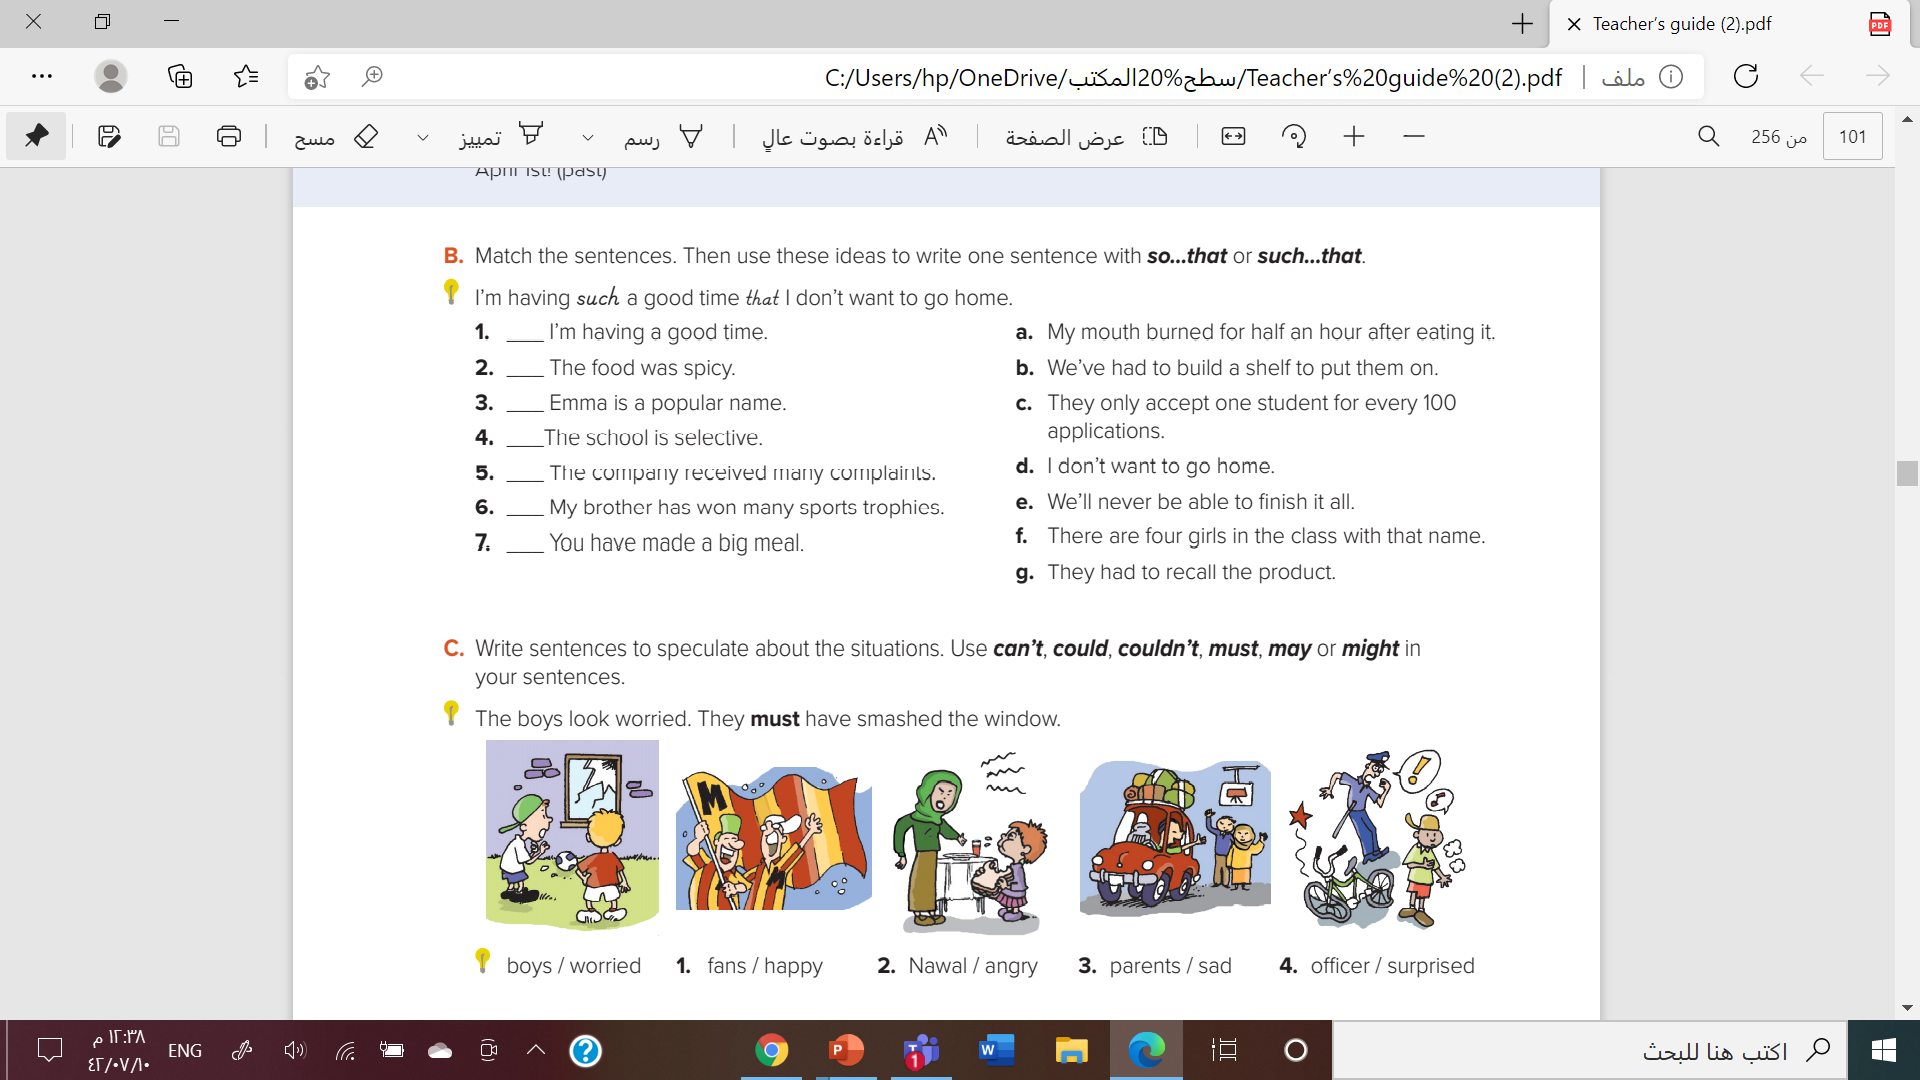 Teacher's guide (2).pdf
C:/Users/hp/OneDrive/سطح%20المكتب/Teacher's%20guide%20(2).pdf
ملف
مسح
تمييز
رسم
قراءة بصوت عالٍ
عرض الصفحة
من 256
101
April 1st! (past)
B. Match the sentences. Then use these ideas to write one sentence with so...that or such...that.
I'm having such a good time that I don't want to go home.
1. ___ I'm having a good time.
2. ___ The food was spicy.
3. ___ Emma is a popular name.
4. ___The school is selective.
5. ___ The company received many complaints.
6. ___ My brother has won many sports trophies.
7. ___ You have made a big meal.
a. My mouth burned for half an hour after eating it.
b. We've had to build a shelf to put them on.
c. They only accept one student for every 100
applications.
d. I don't want to go home.
e. We'll never be able to finish it all.
f. There are four girls in the class with that name.
g. They had to recall the product.
C. Write sentences to speculate about the situations. Use can't, could, couldn't, must, may or might in
your sentences.
The boys look worried. They must have smashed the window.
M
M
!
boys / worried
1. fans / happy
2. Nawal / angry
3. parents / sad
4. officer / surprised
١٢:٣٨ م
٤٢/٠٧/١٠
ENG
1
اكتب هنا للبحث